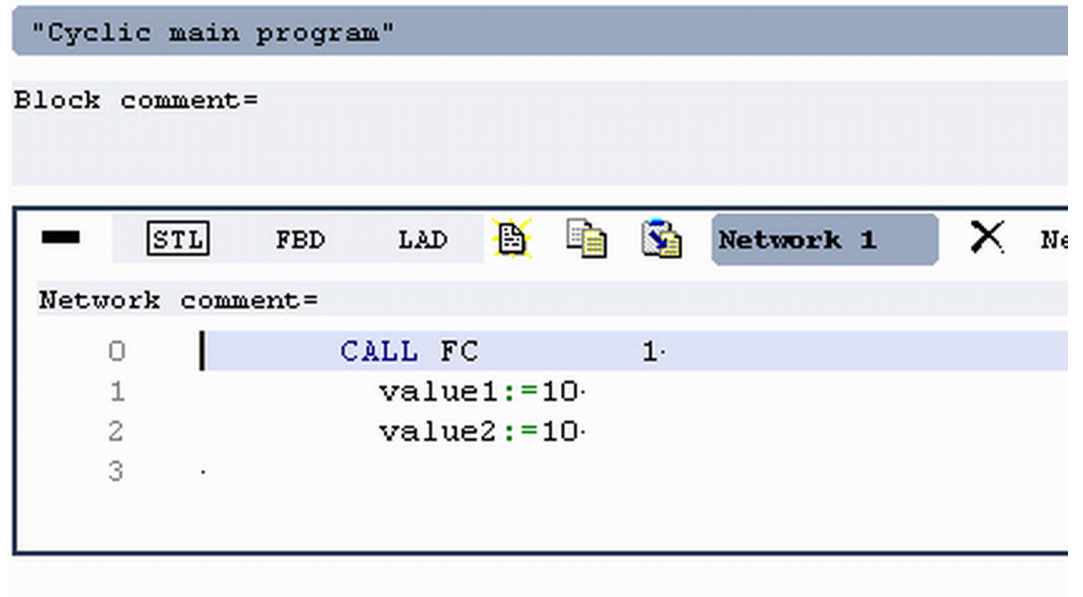 "Cyclic main program"
Block comment=
STL FBD LAD Network 1 Ne
Network comment=
0 CALL FC 1
1 value1:=10
2 value2:=10
3